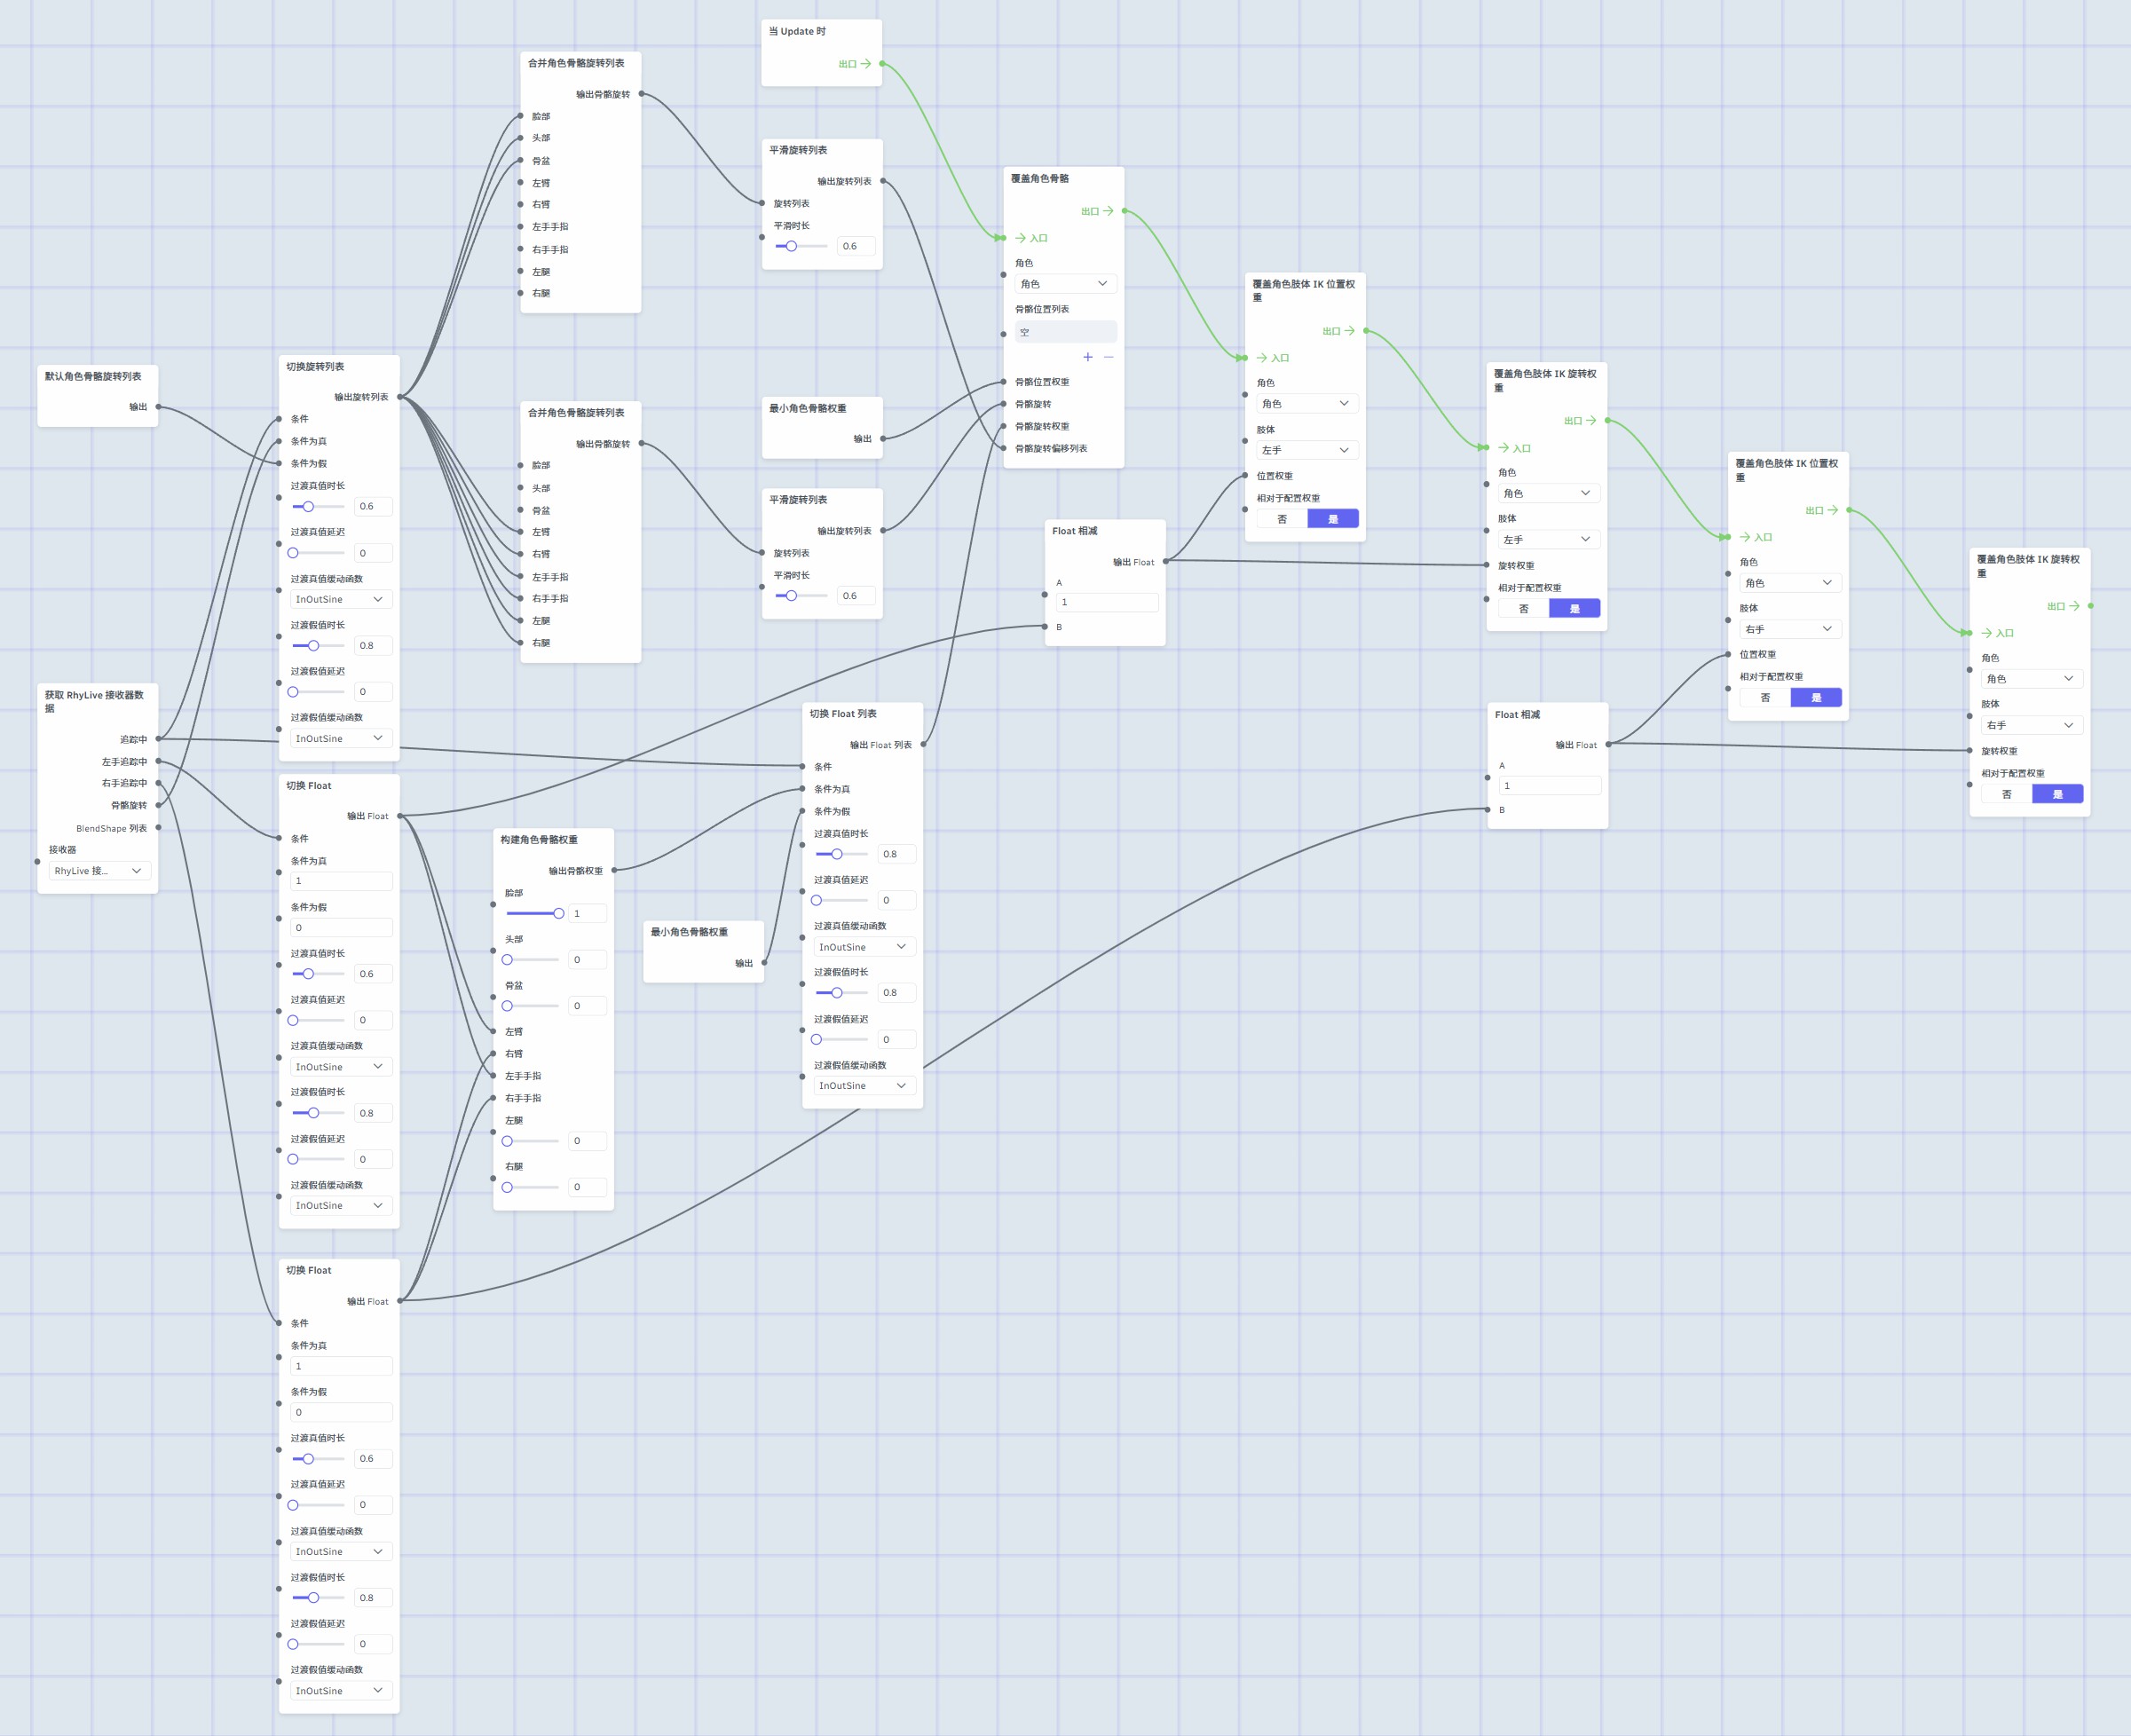 当 Update 时
出口
合并角色骨骼旋转列表
输出骨骼旋转
脸部
头部
骨盆
左臂
右臂
左手手指
右手手指
左腿
右腿
平滑旋转列表
输出旋转列表
旋转列表
平滑时长
0.6
覆盖角色骨骼
出口
入口
角色
角色
骨骼位置列表
空
骨骼位置权重
骨骼旋转
骨骼旋转权重
骨骼旋转偏移列表
默认角色骨骼旋转列表
输出
切换旋转列表
输出旋转列表
条件
条件为真
条件为假
过渡真值时长
0.6
过渡真值延迟
0
过渡真值缓动函数
InOutSine
过渡假值时长
0.8
过渡假值延迟
0
过渡假值缓动函数
InOutSine
合并角色骨骼旋转列表
输出骨骼旋转
脸部
头部
骨盆
左臂
右臂
左手手指
右手手指
左腿
右腿
最小角色骨骼权重
输出
平滑旋转列表
输出旋转列表
旋转列表
平滑时长
0.6
覆盖角色肢体 IK 位置权
重
出口
入口
角色
角色
肢体
左手
位置权重
相对于配置权重
否
是
Float 相减
输出 Float
A
1
B
覆盖角色肢体 IK 旋转权
重
出口
入口
角色
角色
肢体
左手
旋转权重
相对于配置权重
否
是
覆盖角色肢体 IK 位置权
重
出口
入口
角色
角色
肢体
右手
位置权重
相对于配置权重
否
是
覆盖角色肢体 IK 旋转权
重
出口
入口
角色
角色
肢体
右手
旋转权重
相对于配置权重
否
是
Float 相减
输出 Float
A
1
B
获取 RhyLive 接收器数
据
追踪中
左手追踪中
右手追踪中
骨骼旋转
BlendShape 列表
接收器
RhyLive 接...
切换 Float
输出 Float
条件
条件为真
1
条件为假
0
过渡真值时长
0.6
过渡真值延迟
0
过渡真值缓动函数
InOutSine
过渡假值时长
0.8
过渡假值延迟
0
过渡假值缓动函数
InOutSine
构建角色骨骼权重
输出骨骼权重
脸部
1
头部
0
骨盆
0
左臂
右臂
左手手指
右手手指
左腿
0
右腿
0
最小角色骨骼权重
输出
切换 Float 列表
输出 Float 列表
条件
条件为真
条件为假
过渡真值时长
0.8
过渡真值延迟
0
过渡真值缓动函数
InOutSine
过渡假值时长
0.8
过渡假值延迟
0
过渡假值缓动函数
InOutSine
切换 Float
输出 Float
条件
条件为真
1
条件为假
0
过渡真值时长
0.6
过渡真值延迟
0
过渡真值缓动函数
InOutSine
过渡假值时长
0.8
过渡假值延迟
0
过渡假值缓动函数
InOutSine